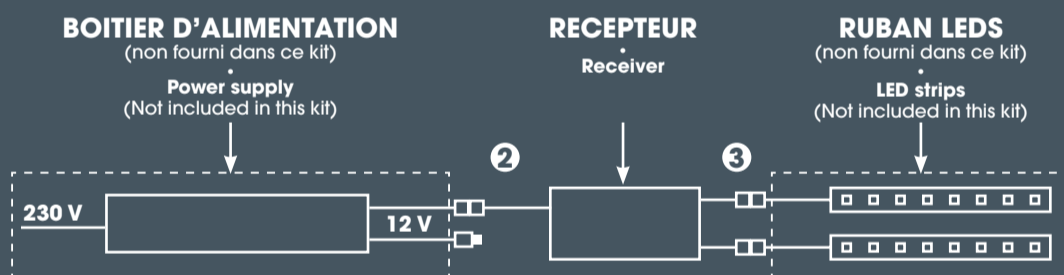 BOITIER D’ALIMENTATION
(non fourni dans ce kit)
•
Power supply
(Not included in this kit)
RECEPTEUR
•
Receiver
RUBAN LEDS
(non fourni dans ce kit)
•
LED strips
(Not included in this kit)
2
3
230 V
12 V